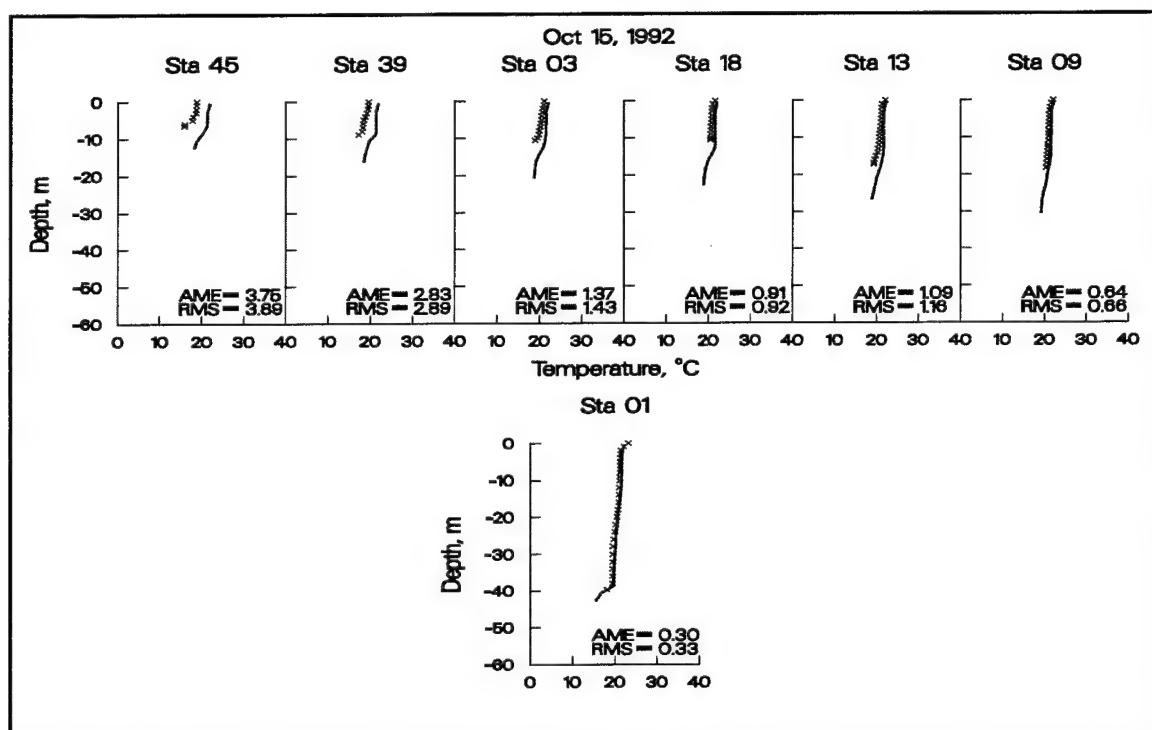 Oct 15, 1992
Sta 45 Sta 39 Sta 03 Sta 18 Sta 13 Sta 09
0
-10
-20
-30
-40
-50
-60
Depth, m
AME= 3.75 AME= 2.83 AME= 1.37 AME= 0.91 AME= 1.09 AME= 0.64
RMS= 3.89 RMS= 2.89 RMS= 1.43 RMS= 0.92 RMS= 1.16 RMS= 0.66
0 10 20 30 40 10 20 30 40 10 20 30 40 10 20 30 40 10 20 30 40 10 20 30 40
Temperature, °C
Sta 01
0
-10
-20
-30
-40
-50
-60
Depth, m
AME= 0.30
RMS= 0.33
0 10 20 30 40